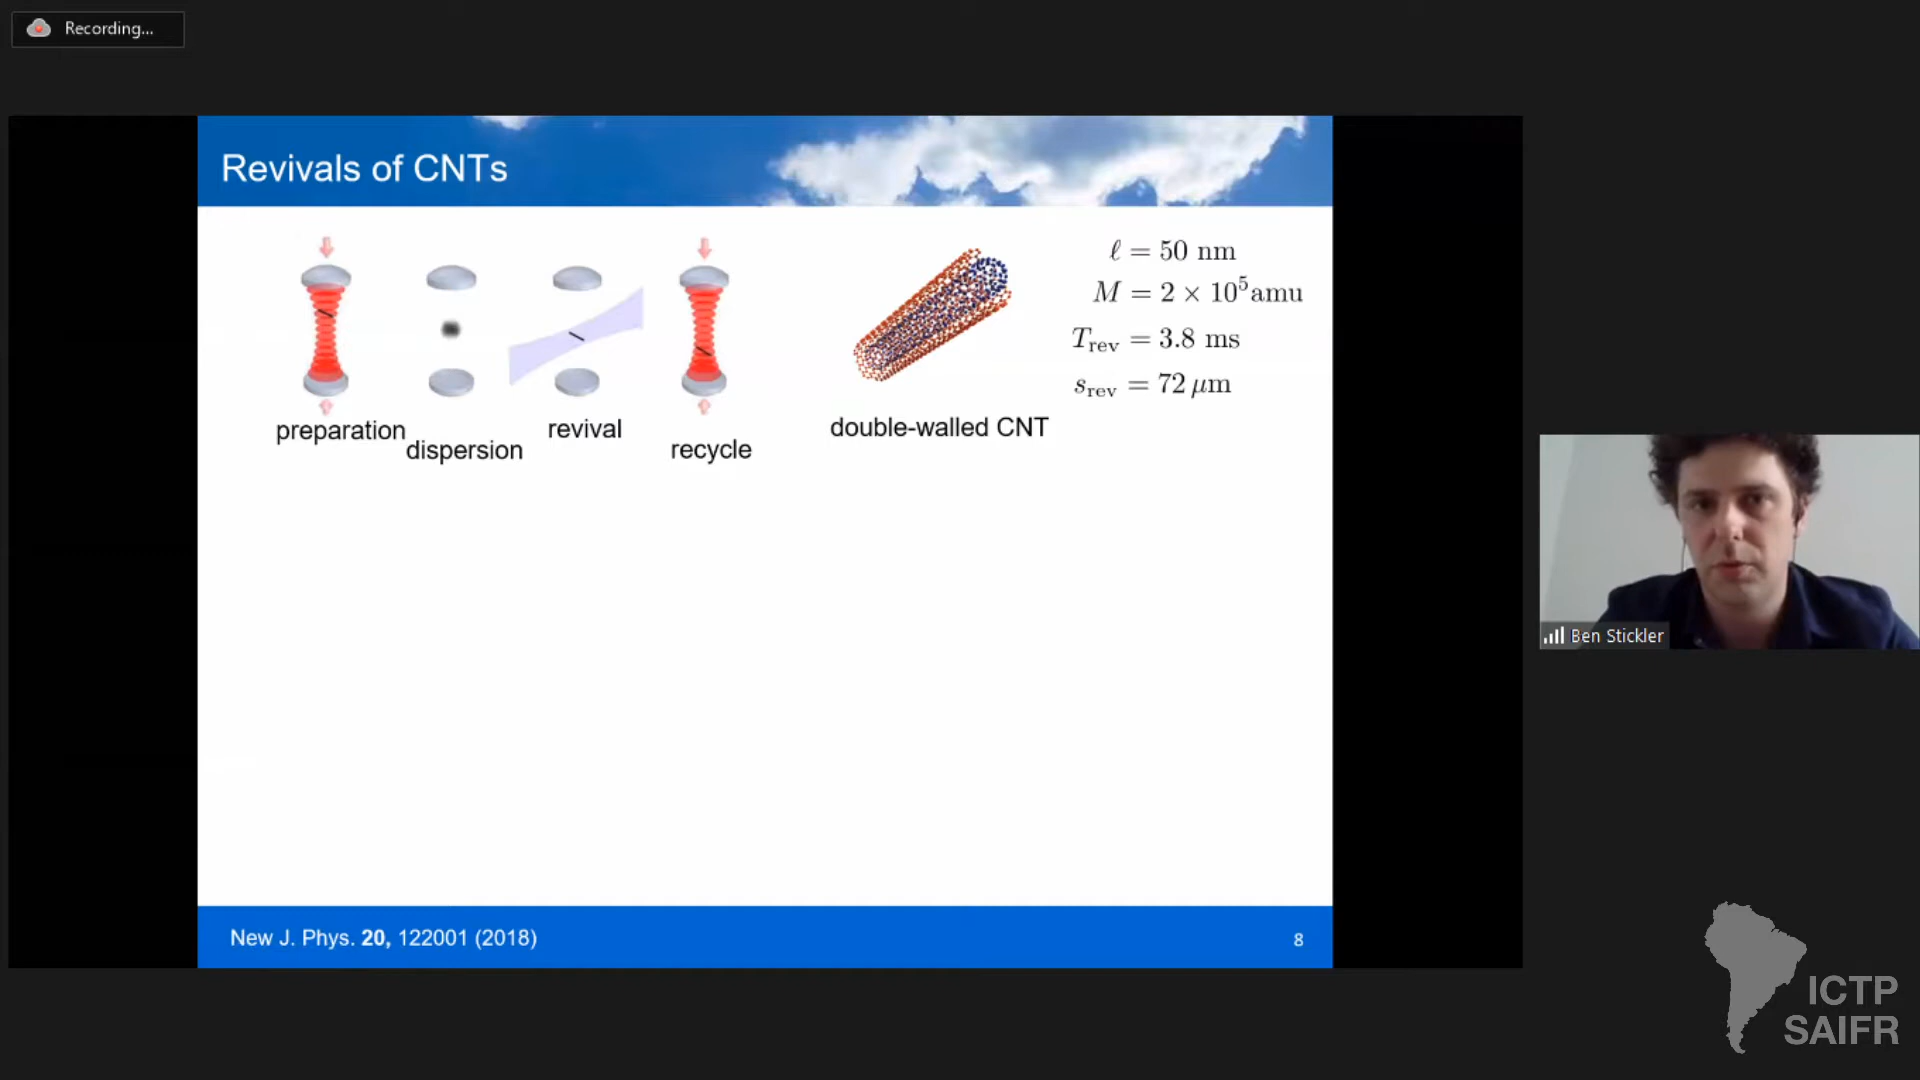 Recording...
Revivals of CNTs
ℓ = 50 nm
M = 2 × 10⁵amu
T_rev = 3.8 ms
s_rev = 72 μm
preparation
dispersion
revival
recycle
double-walled CNT
Ben Stickler
New J. Phys. 20, 122001 (2018)
8
ICTP
SAIFR